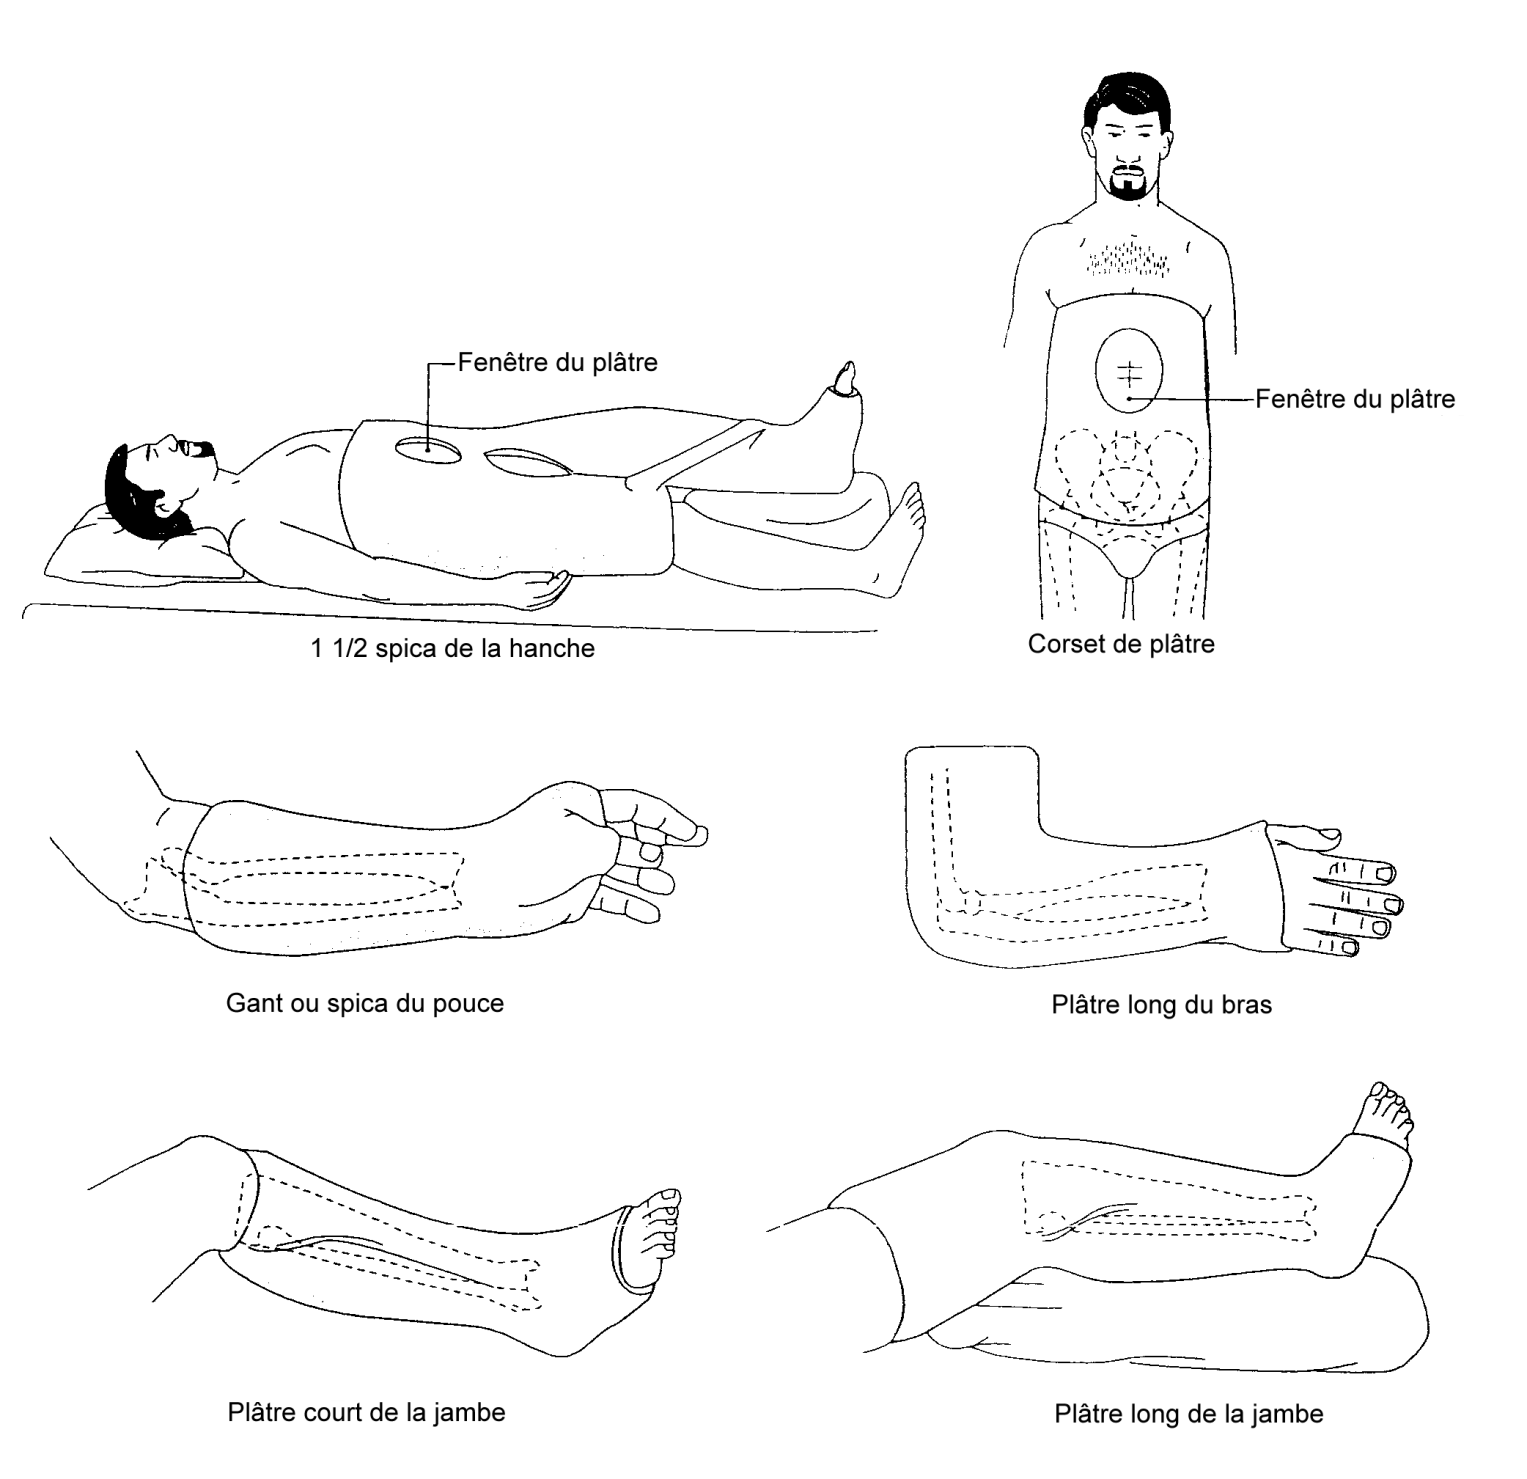 Fenêtre du plâtre
Fenêtre du plâtre
1 1/2 spica de la hanche
Corset de plâtre
Gant ou spica du pouce
Plâtre long du bras
Plâtre court de la jambe
Plâtre long de la jambe